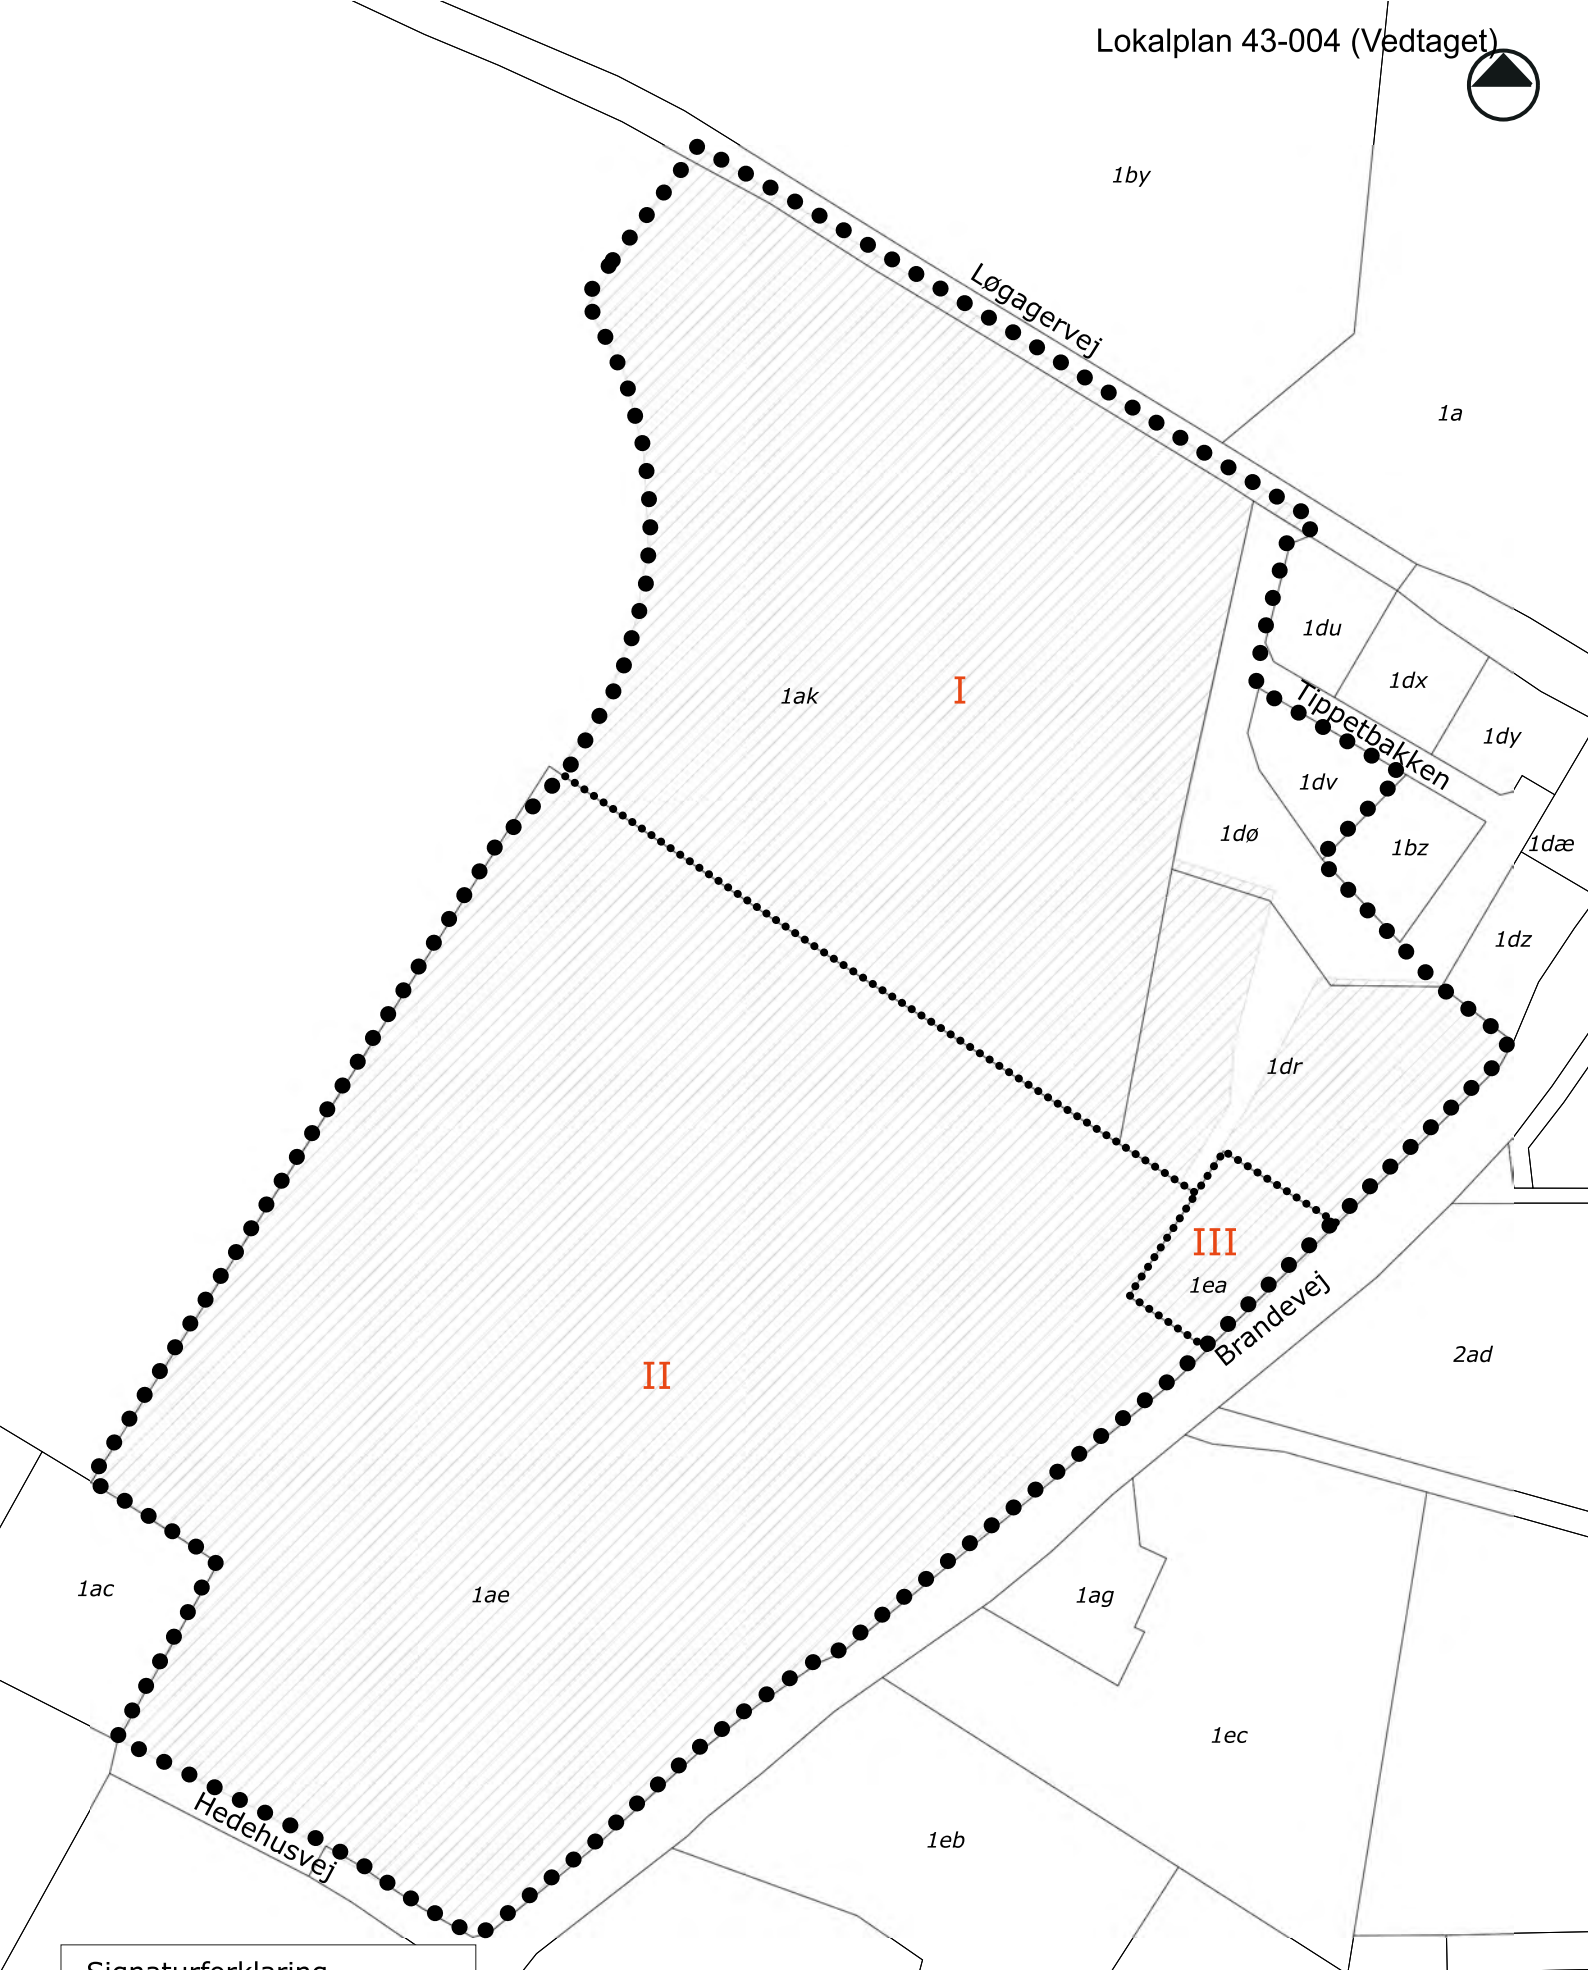 Lokalplan 43-004 (Vedtaget)
1by
Løgagervej
1a
1du
1dx
1ak
I
Tippetbakken
1dy
1dv
1dø
1bz
1dæ
1dz
1dr
III
1ea
Brandevej
2ad
II
1ac
1ae
1ag
1ec
Hedehusvej
1eb
Signaturforklaring